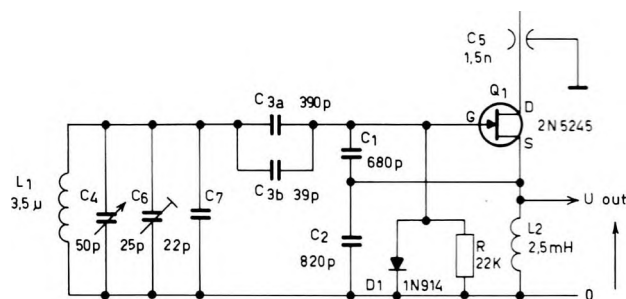 C5
1,5n
Q1
D
G
S
2N5245
C3a 390p
C3b 39p
C1
680p
L1
3,5 µ
C4
50p
C6
25p
C7
22p
C2
820p
D1 1N914
R
22K
L2
2,5mH
U out
0